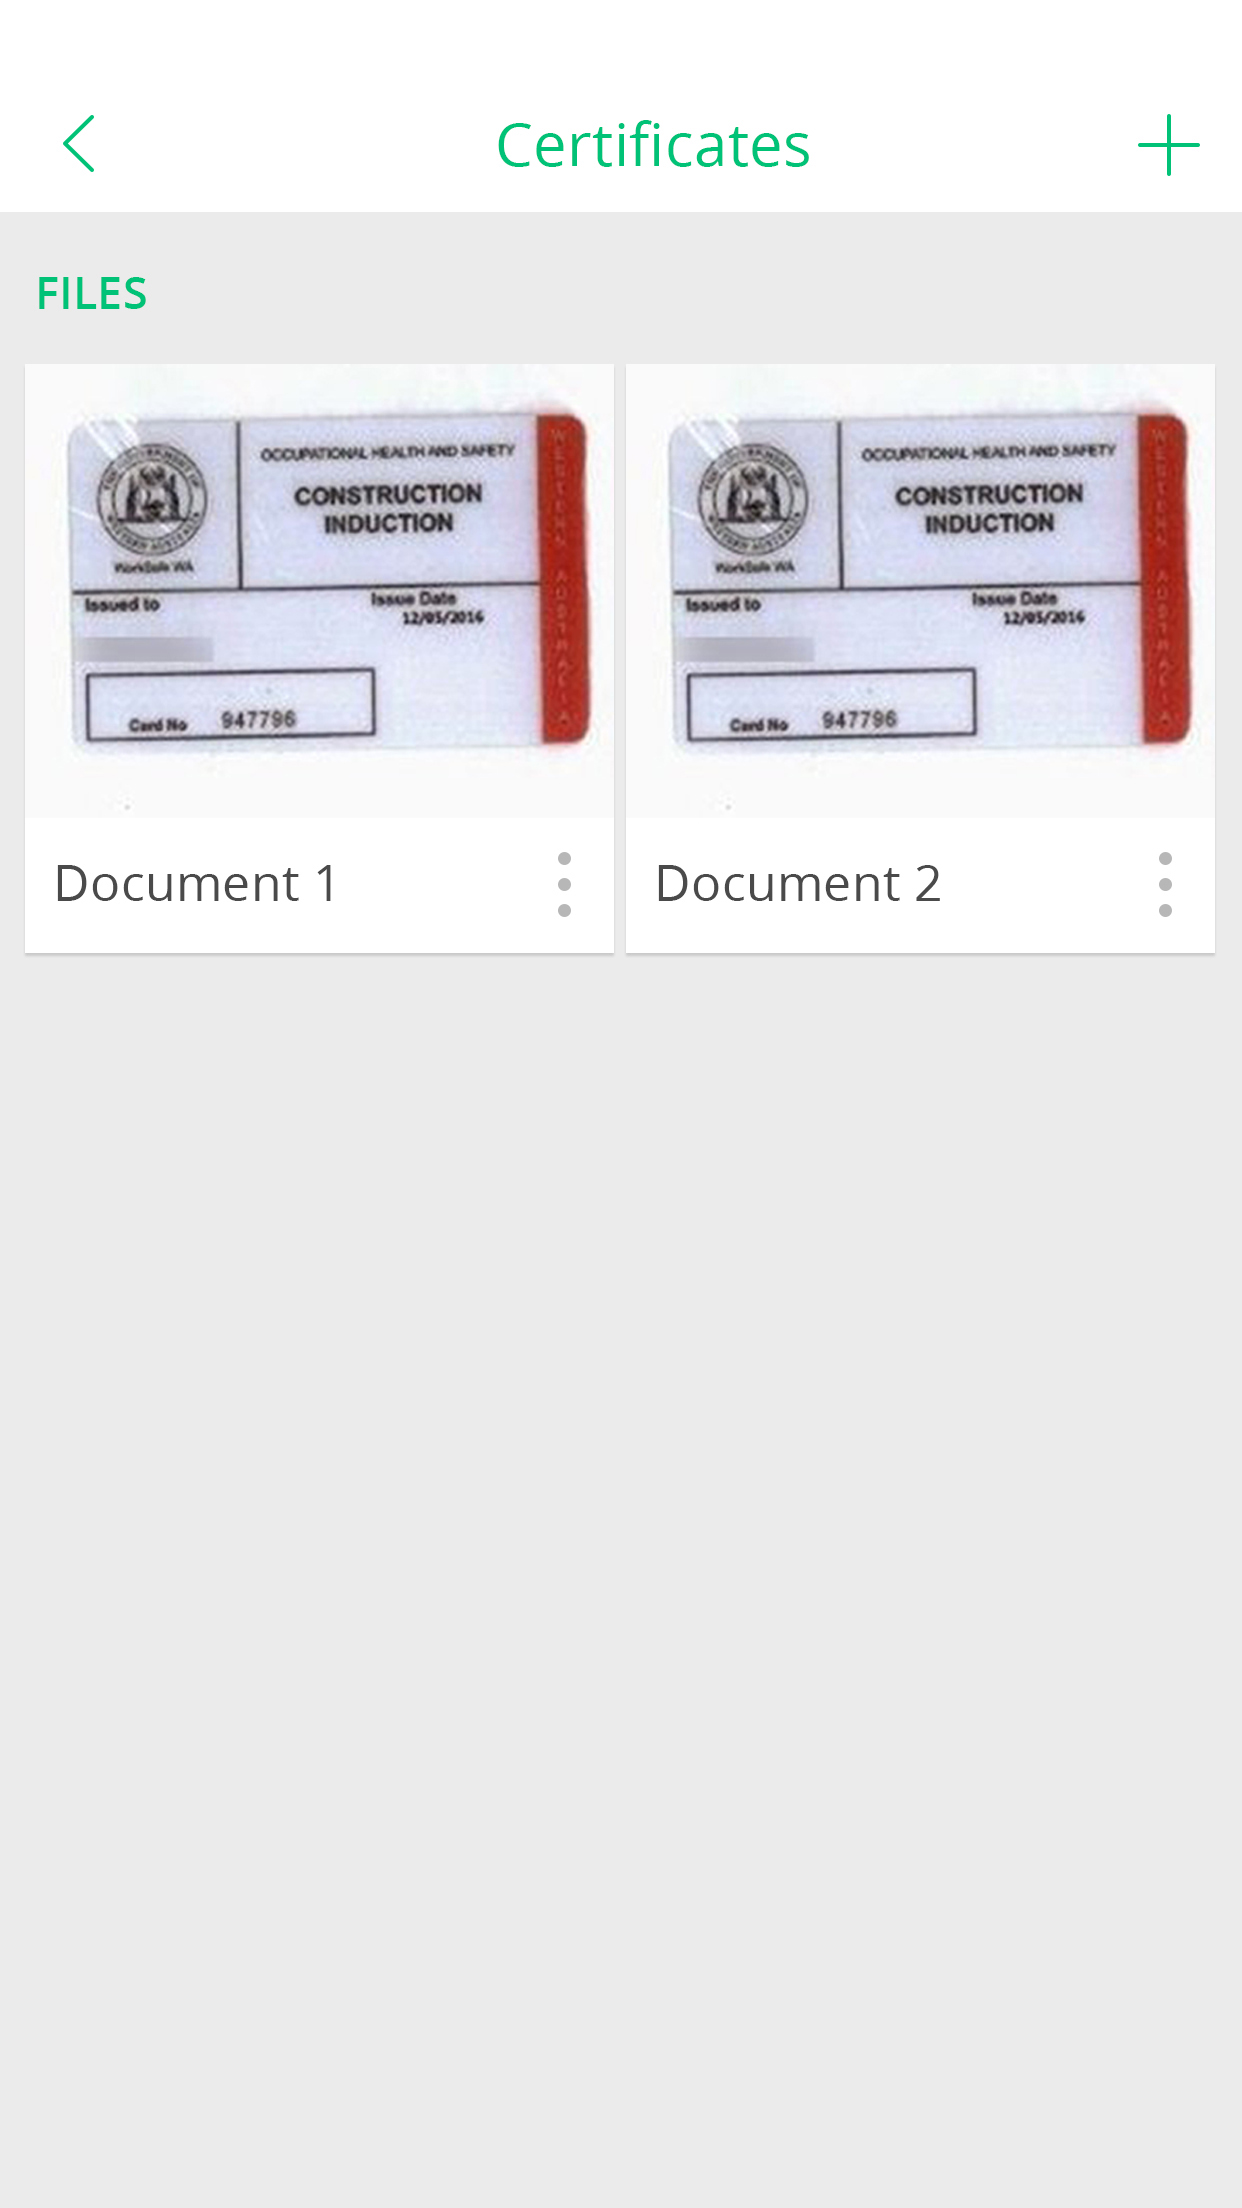 Certificates
FILES
THE GOVERNMENT OF
WESTERN AUSTRALIA
WorkSafe WA
OCCUPATIONAL HEALTH AND SAFETY
CONSTRUCTION
INDUCTION
Issued to
Issue Date
12/05/2016
Card No 947796
WESTERN AUSTRALIA
Document 1
THE GOVERNMENT OF
WESTERN AUSTRALIA
WorkSafe WA
OCCUPATIONAL HEALTH AND SAFETY
CONSTRUCTION
INDUCTION
Issued to
Issue Date
12/05/2016
Card No 947796
WESTERN AUSTRALIA
Document 2